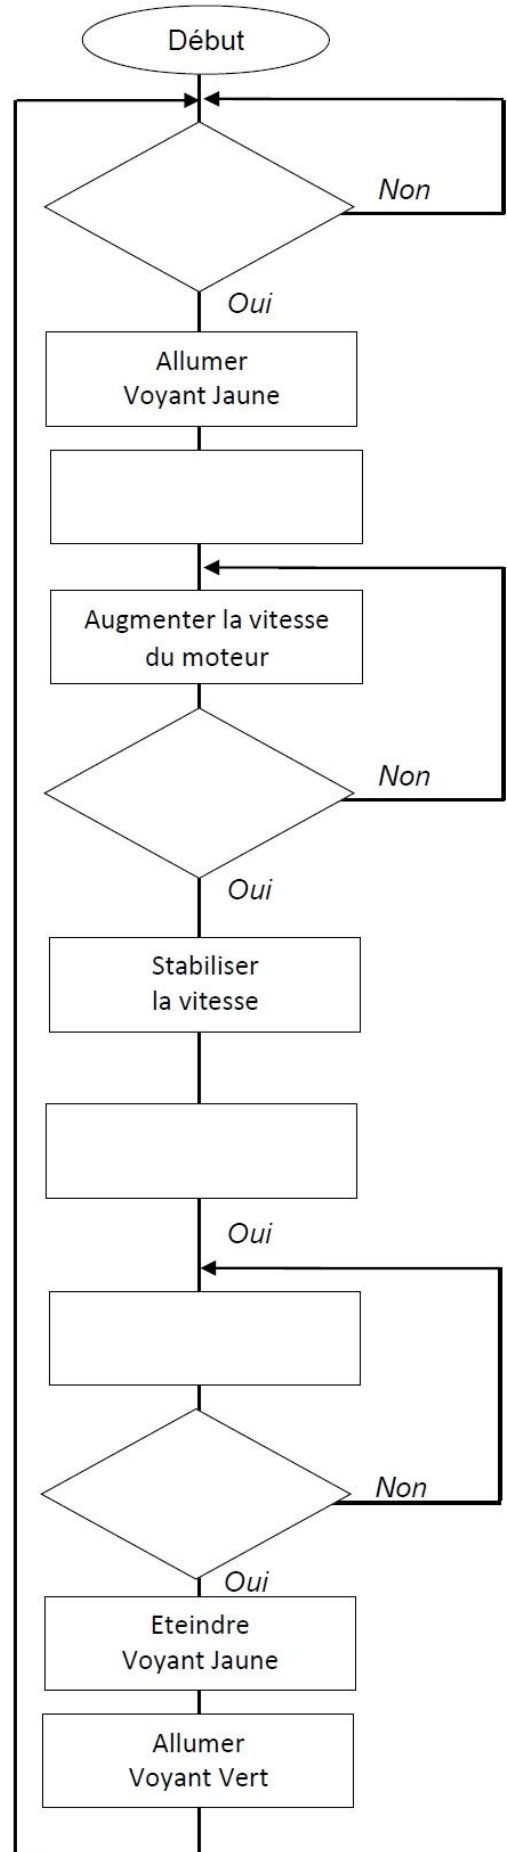 Début
Non
Oui
Allumer
Voyant Jaune
Augmenter la vitesse
du moteur
Non
Oui
Stabiliser
la vitesse
Oui
Non
Oui
Eteindre
Voyant Jaune
Allumer
Voyant Vert